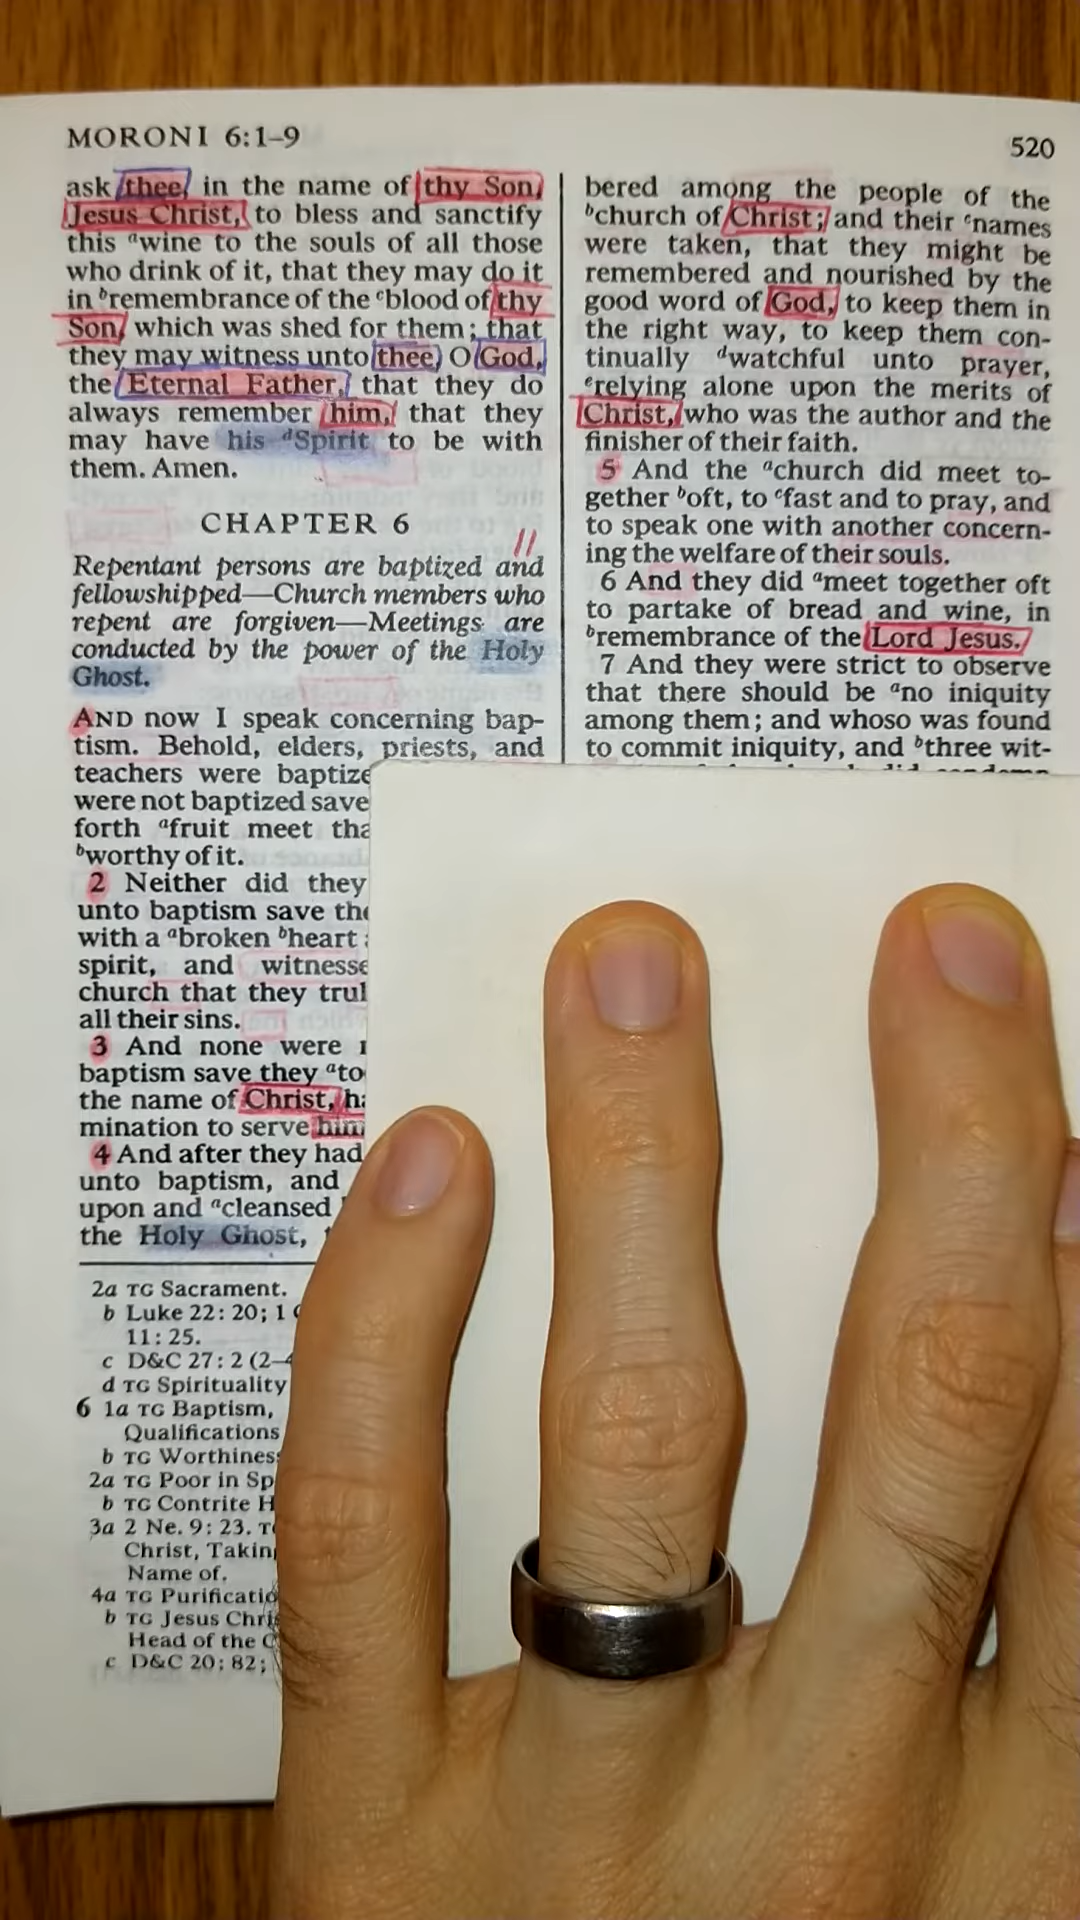 MORONI 6:1–9
520
ask thee, in the name of thy Son,
Jesus Christ, to bless and sanctify
this ᵃwine to the souls of all those
who drink of it, that they may do it
in ᵇremembrance of the ᶜblood of thy
Son, which was shed for them; that
they may witness unto thee, O God,
the Eternal Father, that they do
always remember him, that they
may have his ᵈSpirit to be with
them. Amen.
CHAPTER 6
Repentant persons are baptized and
fellowshipped—Church members who
repent are forgiven—Meetings are
conducted by the power of the Holy
Ghost.
AND now I speak concerning bap-
tism. Behold, elders, priests, and
teachers were
were not baptized save
forth ᵃfruit meet
ᵇworthy of it.
2 Neither did they
unto baptism save
with a ᵃbroken ᵇheart
spirit, and
church that they
all their sins.
3 And none were
baptism save they ᵃto
the name of Christ,
mination to serve him
4 And after they had
unto baptism, and
upon and ᵃcleansed
the Holy Ghost,
2a TG Sacrament.
b Luke 22:20; 1
11:25.
c D&C 27:2 (2–
d TG Spirituality
6 1a TG Baptism,
Qualifications
b TG
2a TG Poor in
b TG Contrite
3a 2 Ne. 9:23.
Christ,
Name of.
4a TG
b TG Jesus
Head of the
c D&C 20:82;
bered among the people of the
ᵇchurch of Christ; and their ᶜnames
were taken, that they might be
remembered and nourished by the
good word of God, to keep them in
the right way, to keep them con-
tinually ᵈwatchful unto prayer,
ᵉrelying alone upon the merits of
Christ, who was the author and the
finisher of their faith.
5 And the ᵃchurch did meet to-
gether ᵇoft, to ᶜfast and to pray, and
to speak one with another concern-
ing the welfare of their souls.
6 And they did ᵃmeet together oft
to partake of bread and wine, in
ᵇremembrance of the Lord Jesus.
7 And they were strict to observe
that there should be ᵃno iniquity
among them; and whoso was found
to commit iniquity, and ᵇthree wit-